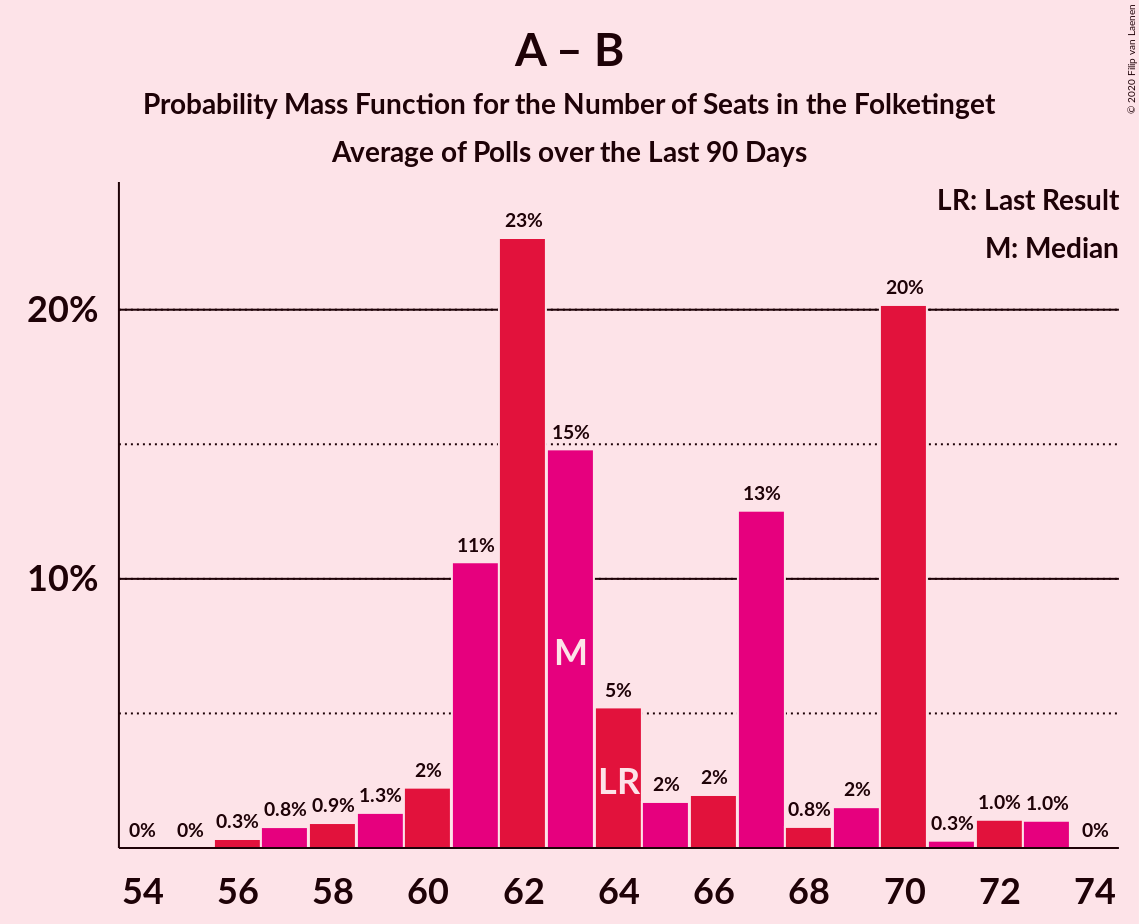 A – B
Probability Mass Function for the Number of Seats in the Folketinget
Average of Polls over the Last 90 Days
© 2020 Filip van Laenen
LR: Last Result
M: Median
20%
10%
0%
0%
0.3%
0.8%
0.9%
1.3%
2%
11%
23%
15%
5%
2%
2%
13%
0.8%
2%
20%
0.3%
1.0%
1.0%
0%
M
LR
54 56 58 60 62 64 66 68 70 72 74